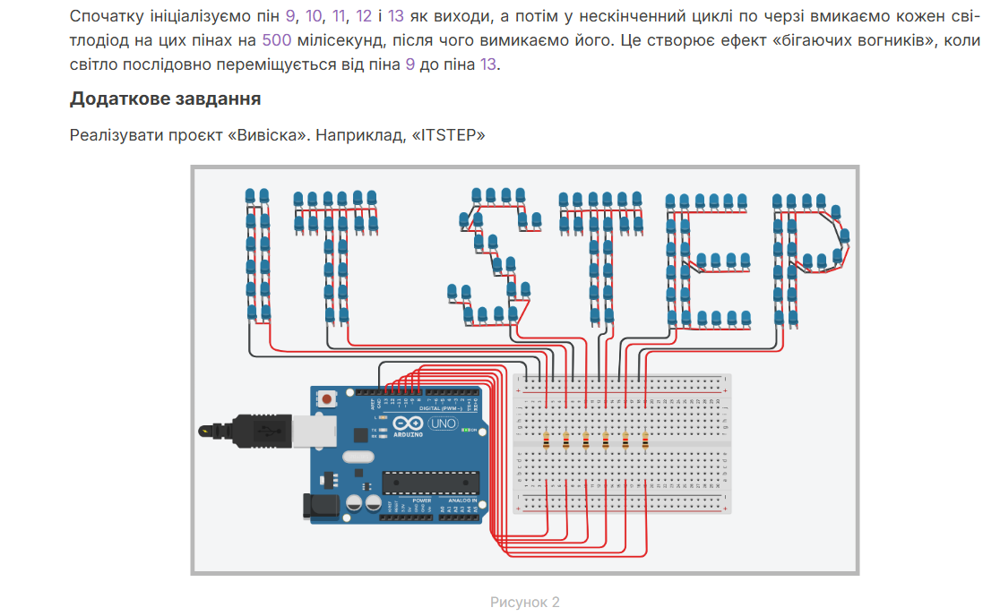 Спочатку ініціалізуємо пін 9, 10, 11, 12 і 13 як виходи, а потім у нескінченний циклі по черзі вмикаємо кожен сві-
тлодіод на цих пінах на 500 мілісекунд, після чого вимикаємо його. Це створює ефект «бігаючих вогників», коли
світло послідовно переміщується від піна 9 до піна 13.
Додаткове завдання
Реалізувати проєкт «Вивіска». Наприклад, «ITSTEP»
ITSTEP
DIGITAL (PWM~)
UNO
ARDUINO
POWER
ANALOG IN
Рисунок 2